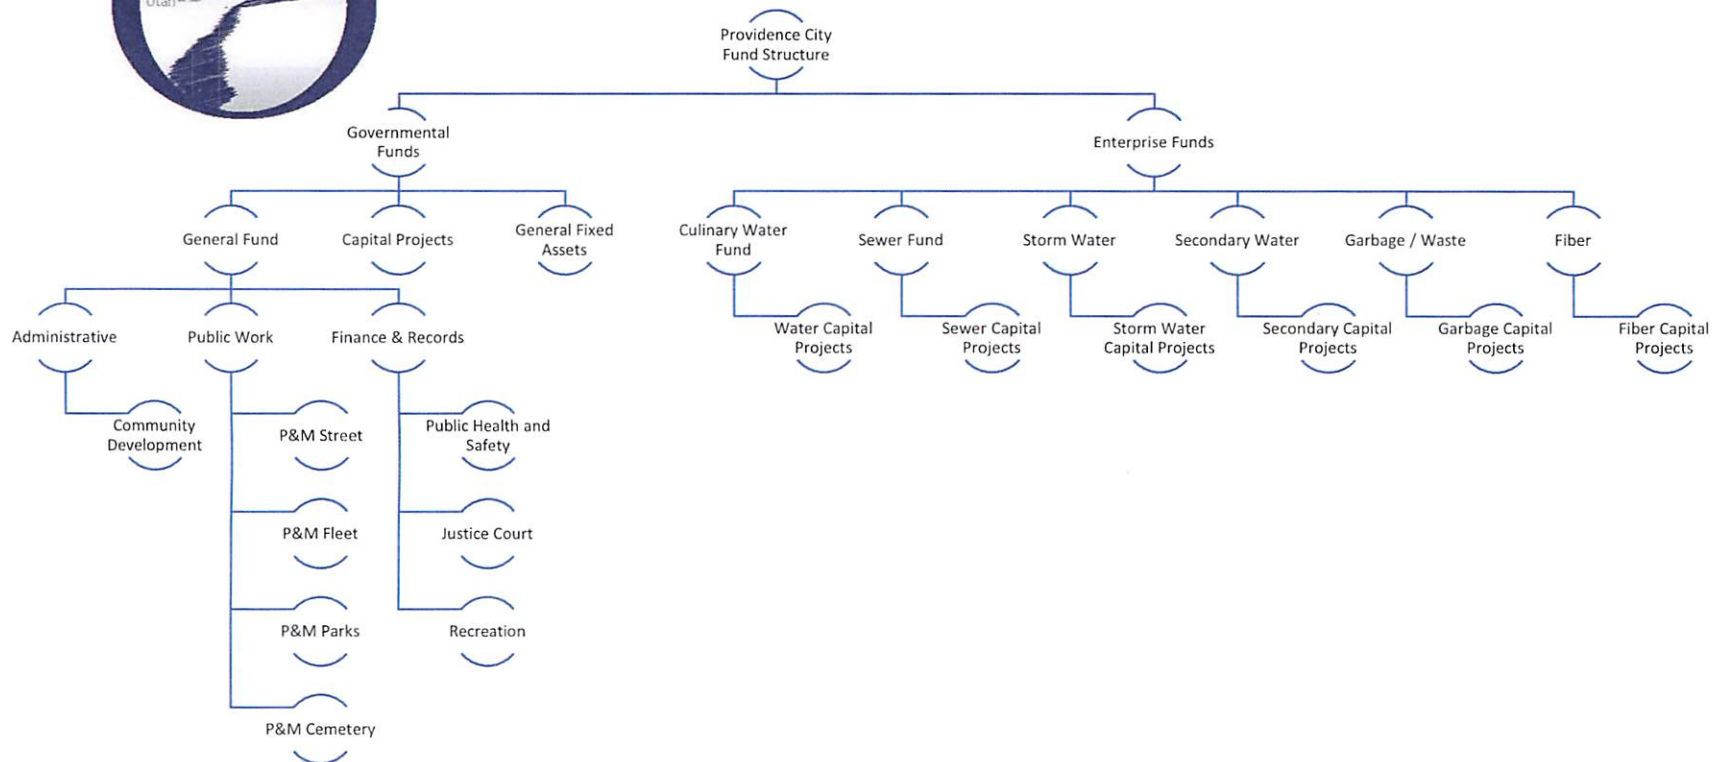 Utah
Providence City
Fund Structure
Governmental
Funds
Enterprise Funds
General Fund
Capital Projects
General Fixed
Assets
Culinary Water
Fund
Sewer Fund
Storm Water
Secondary Water
Garbage / Waste
Fiber
Administrative
Public Work
Finance & Records
Water Capital
Projects
Sewer Capital
Projects
Storm Water
Capital Projects
Secondary Capital
Projects
Garbage Capital
Projects
Fiber Capital
Projects
Community
Development
P&M Street
Public Health and
Safety
P&M Fleet
Justice Court
P&M Parks
Recreation
P&M Cemetery